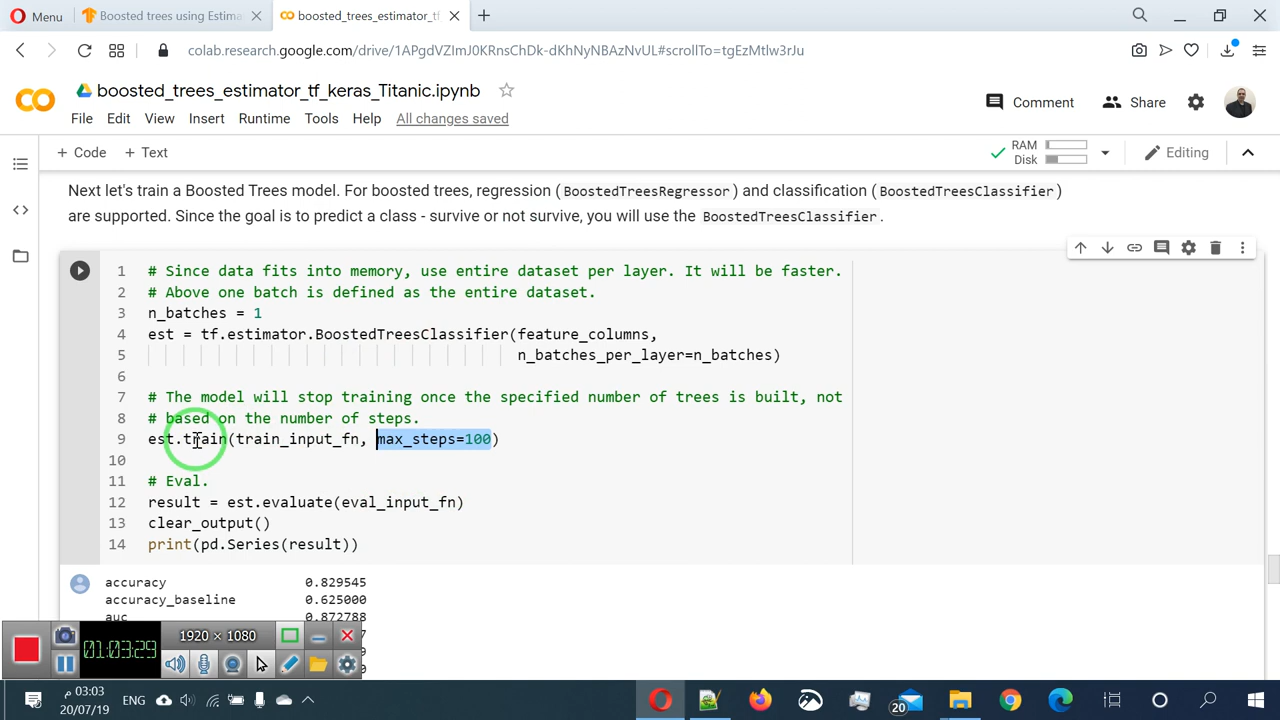 Menu
Boosted trees using Estima
boosted_trees_estimator_tf
colab.research.google.com/drive/1APgdVZImJ0KRnsChDk-dKhNyNBAzNvUL#scrollTo=tgEzMtlw3rJu
boosted_trees_estimator_tf_keras_Titanic.ipynb
Comment
Share
File Edit View Insert Runtime Tools Help All changes saved
+ Code + Text
RAM
Disk
Editing
Next let's train a Boosted Trees model. For boosted trees, regression (BoostedTreesRegressor) and classification (BoostedTreesClassifier)
are supported. Since the goal is to predict a class - survive or not survive, you will use the BoostedTreesClassifier.
1 # Since data fits into memory, use entire dataset per layer. It will be faster.
2 # Above one batch is defined as the entire dataset.
3 n_batches = 1
4 est = tf.estimator.BoostedTreesClassifier(feature_columns,
5 n_batches_per_layer=n_batches)
6
7 # The model will stop training once the specified number of trees is built, not
8 # based on the number of steps.
9 est.train(train_input_fn, max_steps=100)
10
11 # Eval.
12 result = est.evaluate(eval_input_fn)
13 clear_output()
14 print(pd.Series(result))
accuracy 0.829545
accuracy_baseline 0.625000
auc 0.872788
1920 × 1080
01:03:29
ENG
03:03 م
20/07/19
20